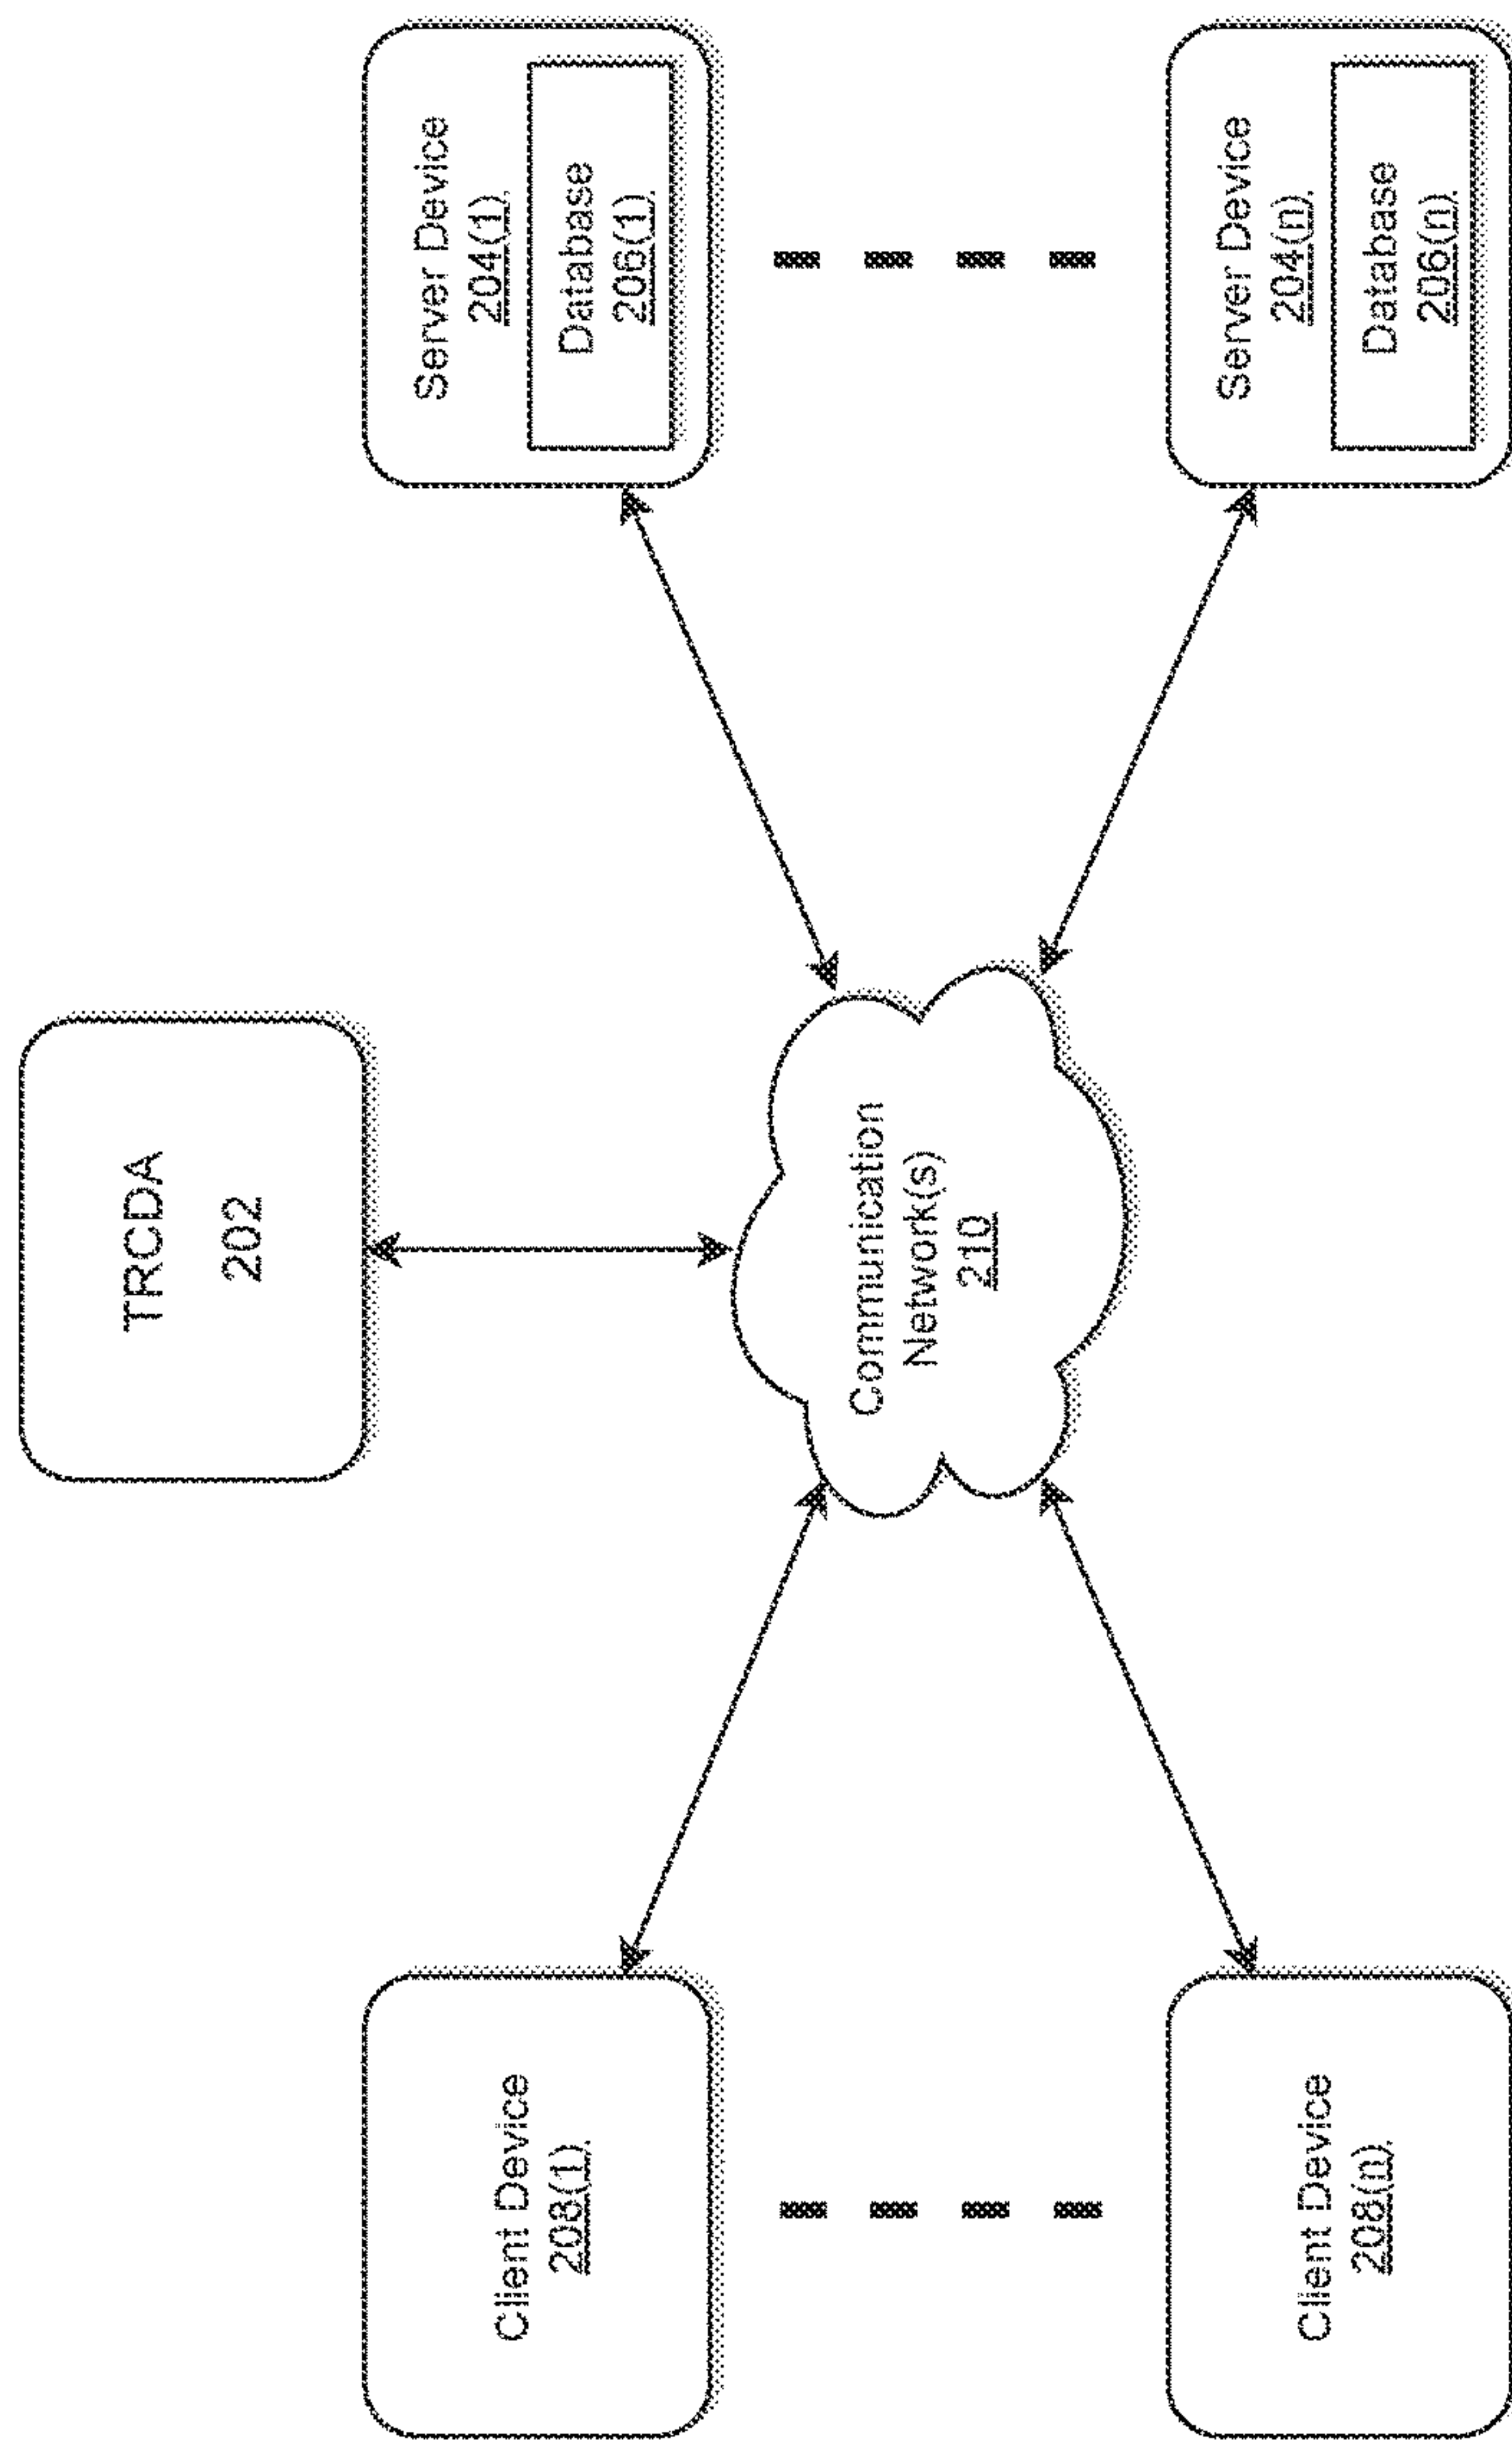 TRCDA
202
Client Device
208(1)
Client Device
208(n)
Communication
Network(s)
210
Server Device
204(1)
Database
206(1)
Server Device
204(n)
Database
206(n)